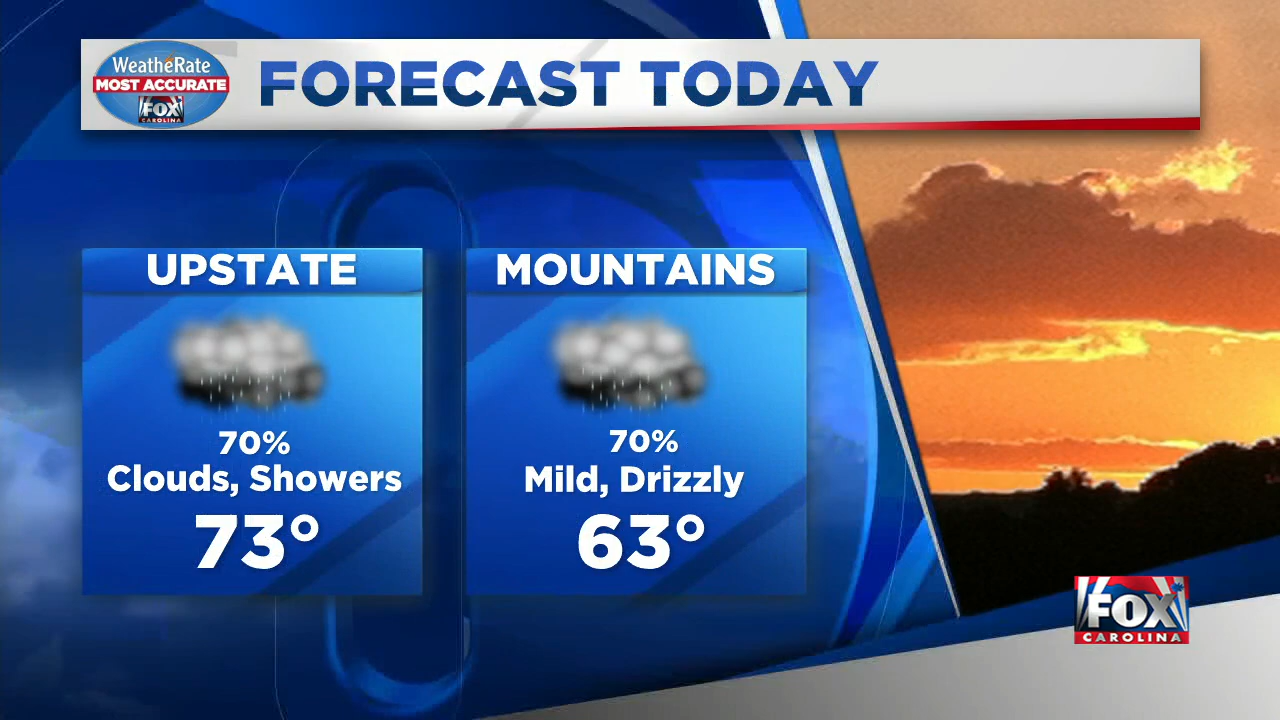 WeatheRate
MOST ACCURATE
FOX
CAROLINA
FORECAST TODAY
UPSTATE
70%
Clouds, Showers
73°
MOUNTAINS
70%
Mild, Drizzly
63°
FOX
CAROLINA